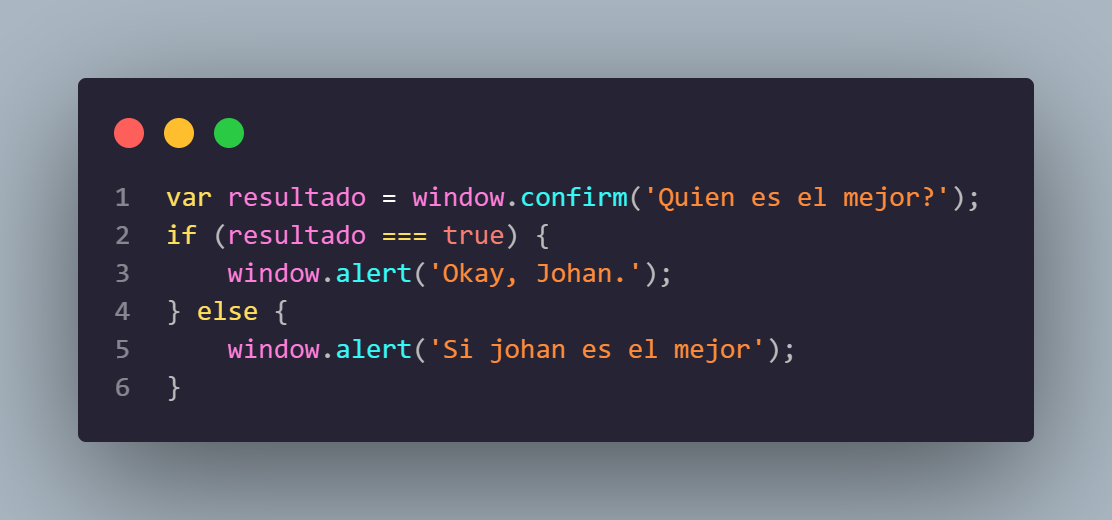 1 var resultado = window.confirm('Quien es el mejor?');
2 if (resultado === true) {
3     window.alert('Okay, Johan.');
4 } else {
5     window.alert('Si johan es el mejor');
6 }